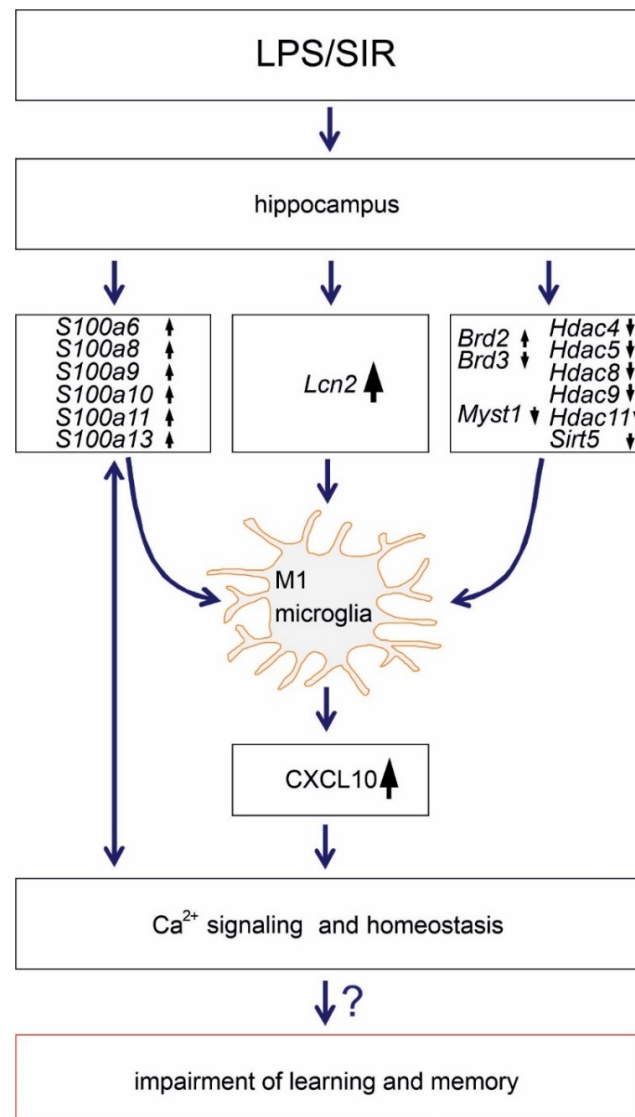 LPS/SIR
hippocampus
S100a6
S100a8
S100a9
S100a10
S100a11
S100a13
Lcn2
Brd2
Brd3
Myst1
Hdac4
Hdac5
Hdac8
Hdac9
Hdac11
Sirt5
M1
microglia
CXCL10
Ca²⁺ signaling and homeostasis
?
impairment of learning and memory